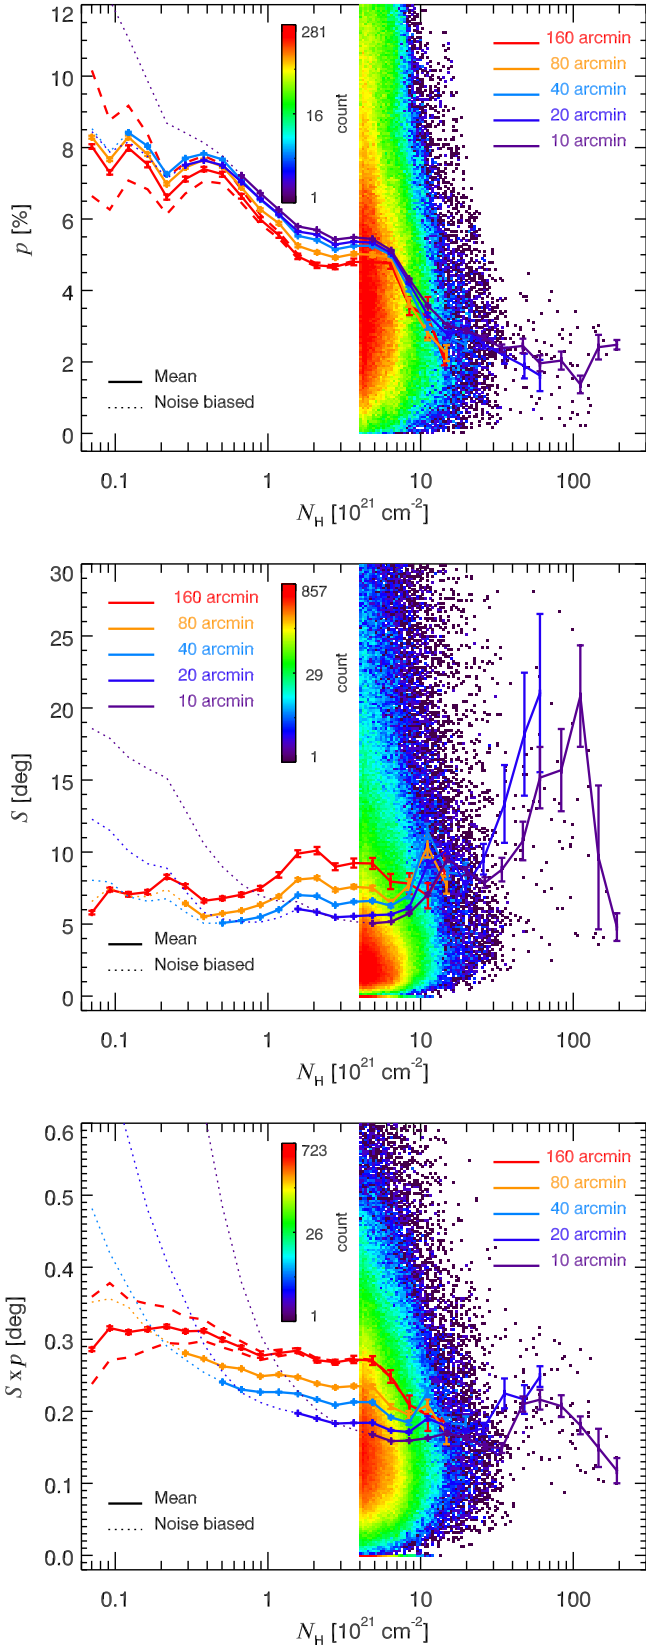 12
10
8
6
4
2
0
p [%]
281
16
1
count
160 arcmin
80 arcmin
40 arcmin
20 arcmin
10 arcmin
Mean
Noise biased
0.1 1 10 100
N_H [10^21 cm^-2]
30
25
20
15
10
5
0
S [deg]
160 arcmin
80 arcmin
40 arcmin
20 arcmin
10 arcmin
857
29
1
count
Mean
Noise biased
0.1 1 10 100
N_H [10^21 cm^-2]
0.6
0.5
0.4
0.3
0.2
0.1
0.0
S x p [deg]
723
26
1
count
160 arcmin
80 arcmin
40 arcmin
20 arcmin
10 arcmin
Mean
Noise biased
0.1 1 10 100
N_H [10^21 cm^-2]